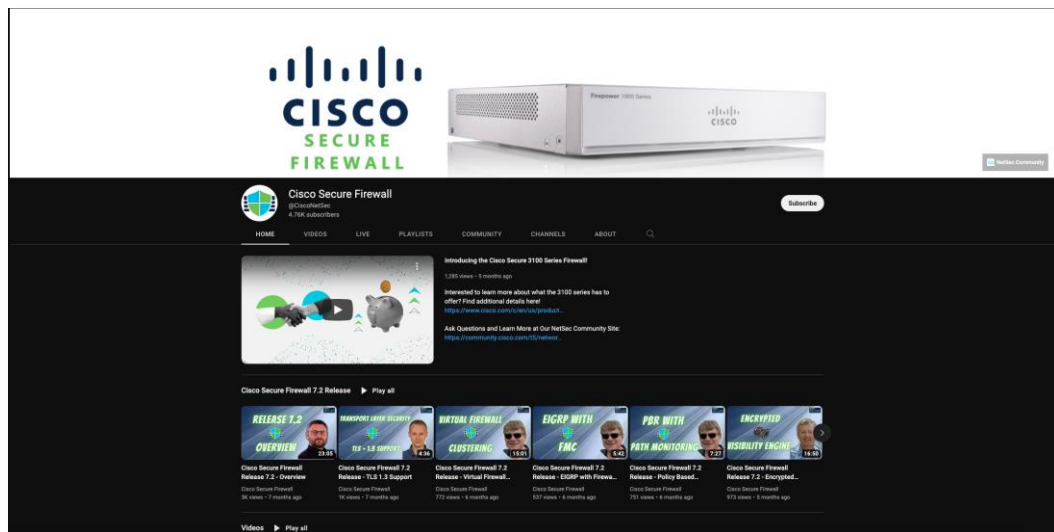 CISCO
SECURE
FIREWALL
Firepower 1000 Series
CISCO
NetSec Community
Cisco Secure Firewall
@CiscoNetSec
4.76K subscribers
Subscribe
HOME VIDEOS LIVE PLAYLISTS COMMUNITY CHANNELS ABOUT
Introducing the Cisco Secure 3100 Series Firewall!
1,285 views • 5 months ago
Interested to learn more about what the 3100 series has to
offer? Find additional details here!
https://www.cisco.com/c/en/us/product...
Ask Questions and Learn More at Our NetSec Community Site:
https://community.cisco.com/t5/networ...
Cisco Secure Firewall 7.2 Release Play all
RELEASE 7.2
OVERVIEW
23:05
TRANSPORT LAYER SECURITY
TLS - 1.3 SUPPORT
4:36
VIRTUAL FIREWALL
CLUSTERING
15:01
EIGRP WITH
FMC
5:42
PBR WITH
PATH MONITORING
7:27
ENCRYPTED
VISIBILITY ENGINE
16:50
Cisco Secure Firewall
Release 7.2 - Overview
Cisco Secure Firewall
3K views • 7 months ago
Cisco Secure Firewall 7.2
Release - TLS 1.3 Support
Cisco Secure Firewall
1K views • 7 months ago
Cisco Secure Firewall 7.2
Release - Virtual Firewall...
Cisco Secure Firewall
772 views • 6 months ago
Cisco Secure Firewall 7.2
Release - EIGRP with Firewa...
Cisco Secure Firewall
537 views • 6 months ago
Cisco Secure Firewall 7.2
Release - Policy Based...
Cisco Secure Firewall
751 views • 6 months ago
Cisco Secure Firewall 7.2
Release - Encrypted...
Cisco Secure Firewall
973 views • 5 months ago
Videos Play all